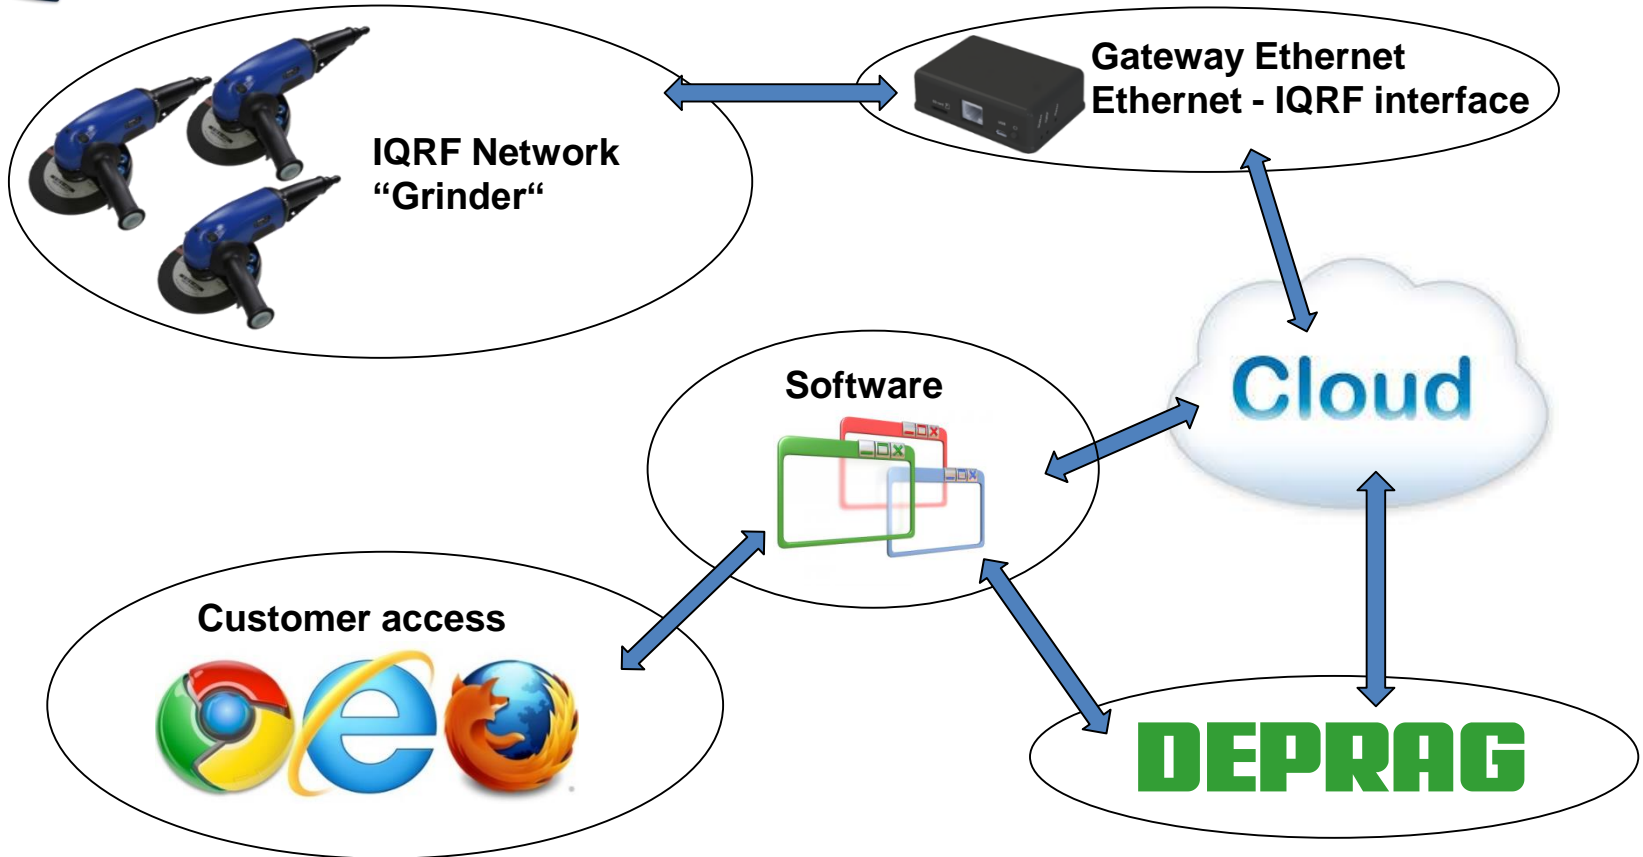 Gateway Ethernet
Ethernet - IQRF interface
IQRF Network
“Grinder“
Cloud
Software
Customer access
DEPRAG